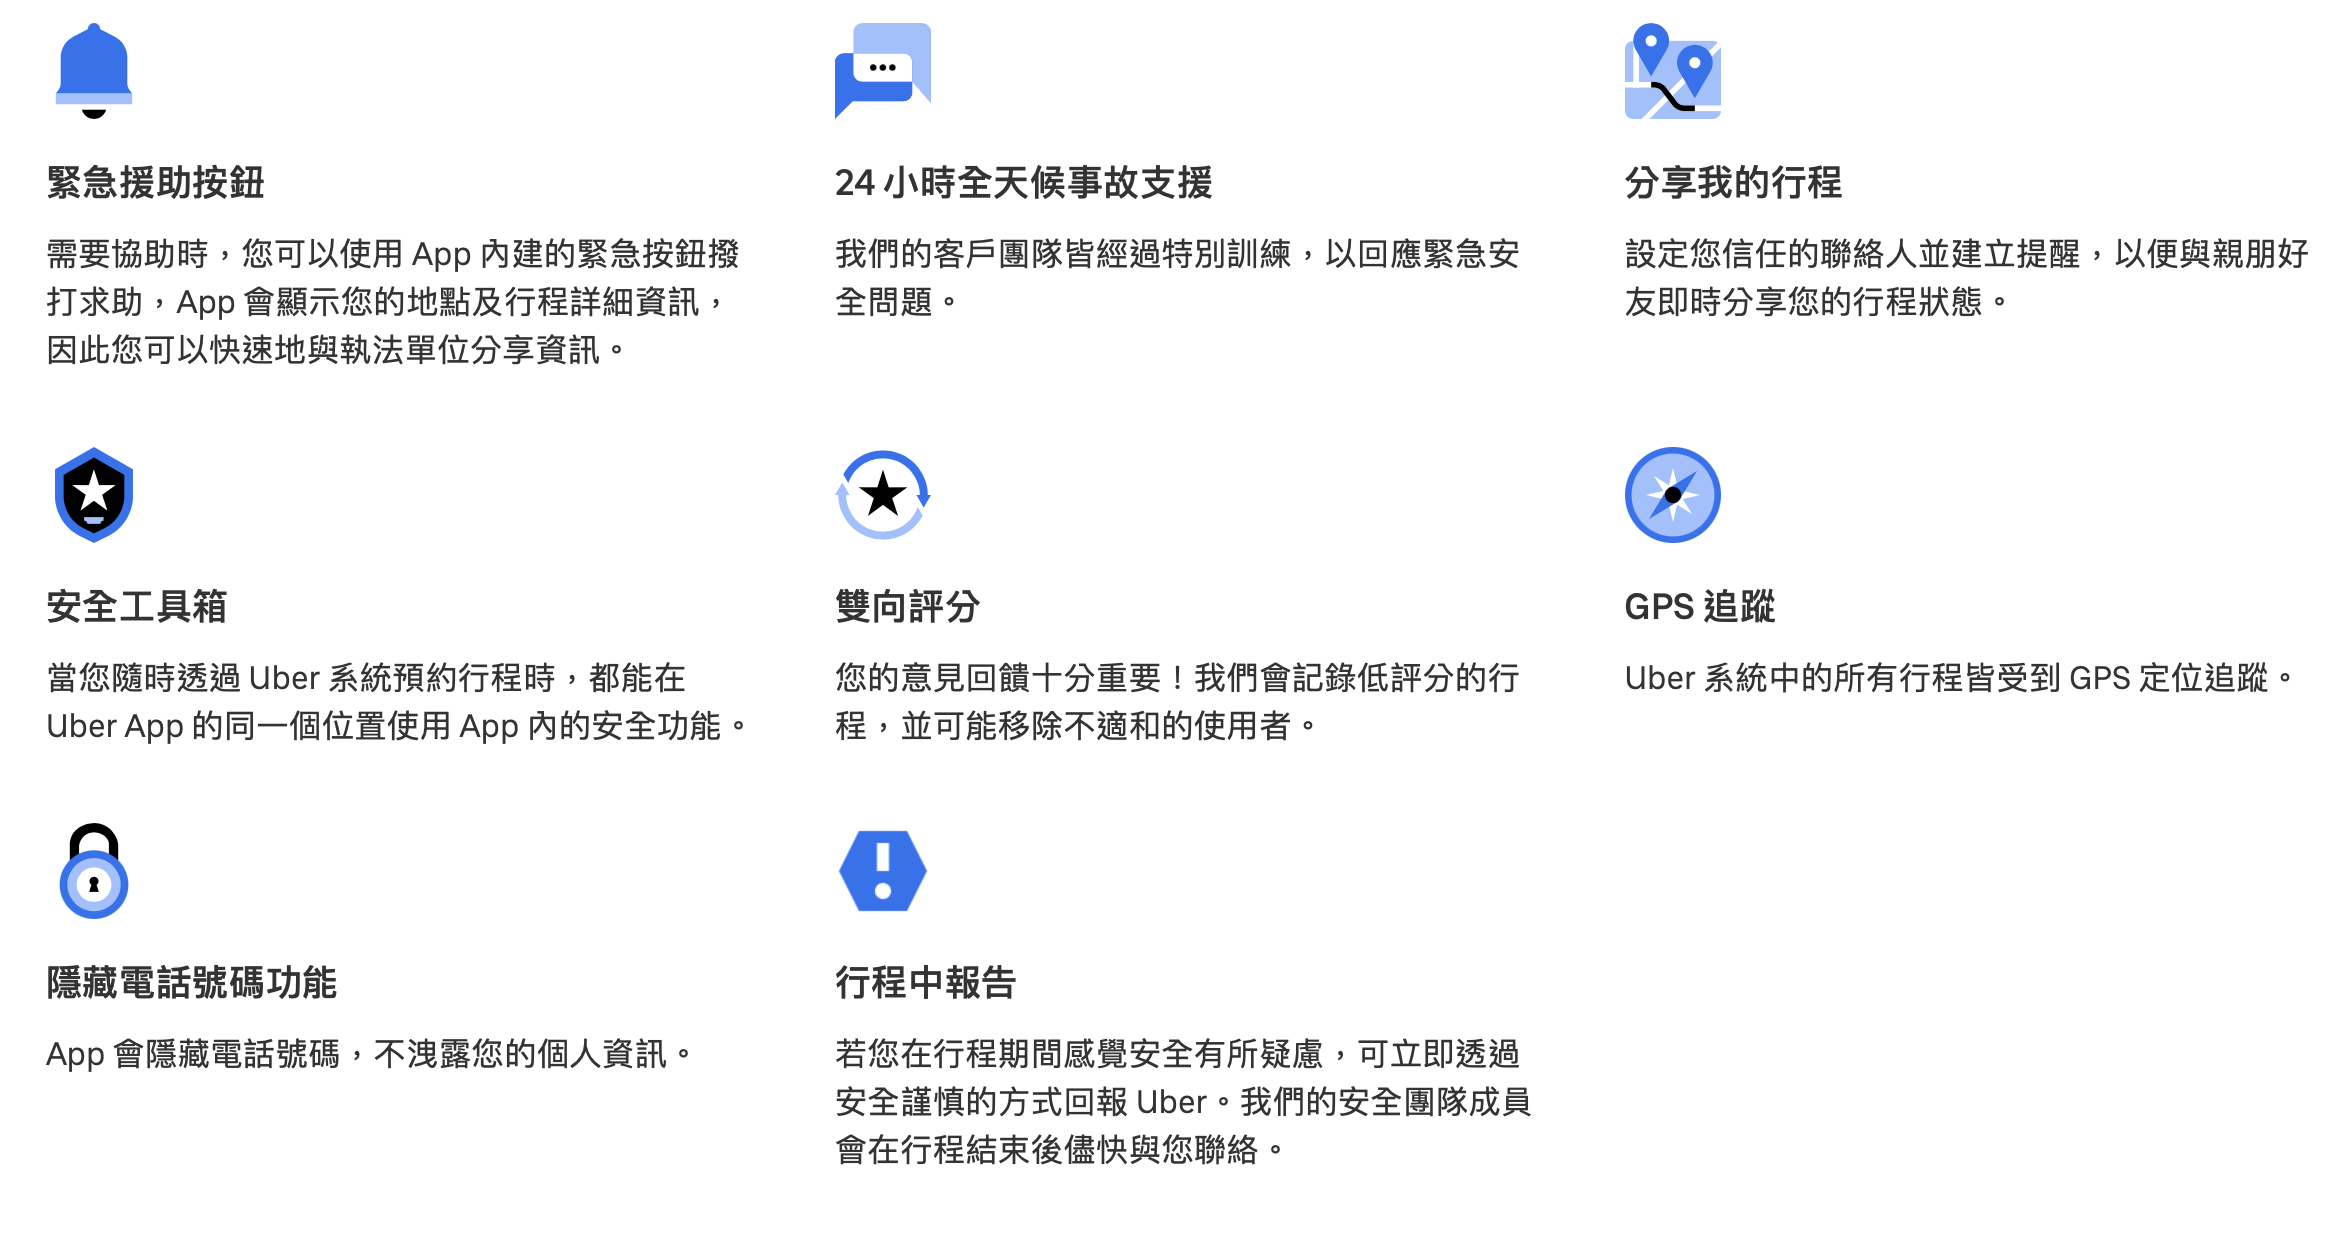 緊急援助按鈕
需要協助時，您可以使用 App 內建的緊急按鈕撥
打求助，App 會顯示您的地點及行程詳細資訊，
因此您可以快速地與執法單位分享資訊。
24 小時全天候事故支援
我們的客戶團隊皆經過特別訓練，以回應緊急安
全問題。
分享我的行程
設定您信任的聯絡人並建立提醒，以便與親朋好
友即時分享您的行程狀態。
安全工具箱
當您隨時透過 Uber 系統預約行程時，都能在
Uber App 的同一個位置使用 App 內的安全功能。
雙向評分
您的意見回饋十分重要！我們會記錄低評分的行
程，並可能移除不適和的使用者。
GPS 追蹤
Uber 系統中的所有行程皆受到 GPS 定位追蹤。
隱藏電話號碼功能
App 會隱藏電話號碼，不洩露您的個人資訊。
行程中報告
若您在行程期間感覺安全有所疑慮，可立即透過
安全謹慎的方式回報 Uber。我們的安全團隊成員
會在行程結束後儘快與您聯絡。